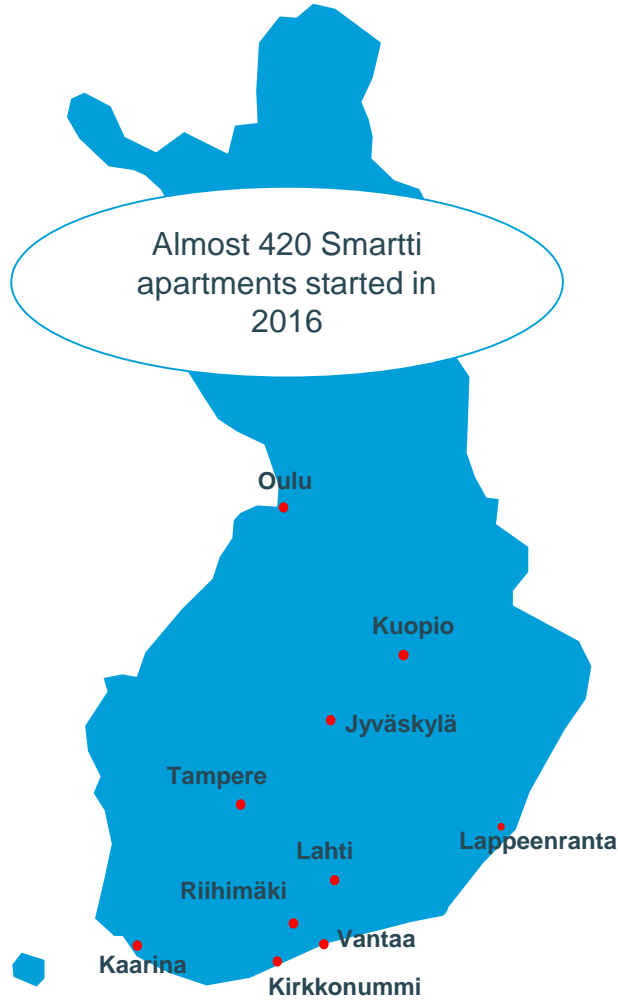 Almost 420 Smartti
apartments started in
2016
Oulu
Kuopio
Jyväskylä
Tampere
Lappeenranta
Lahti
Riihimäki
Vantaa
Kaarina
Kirkkonummi